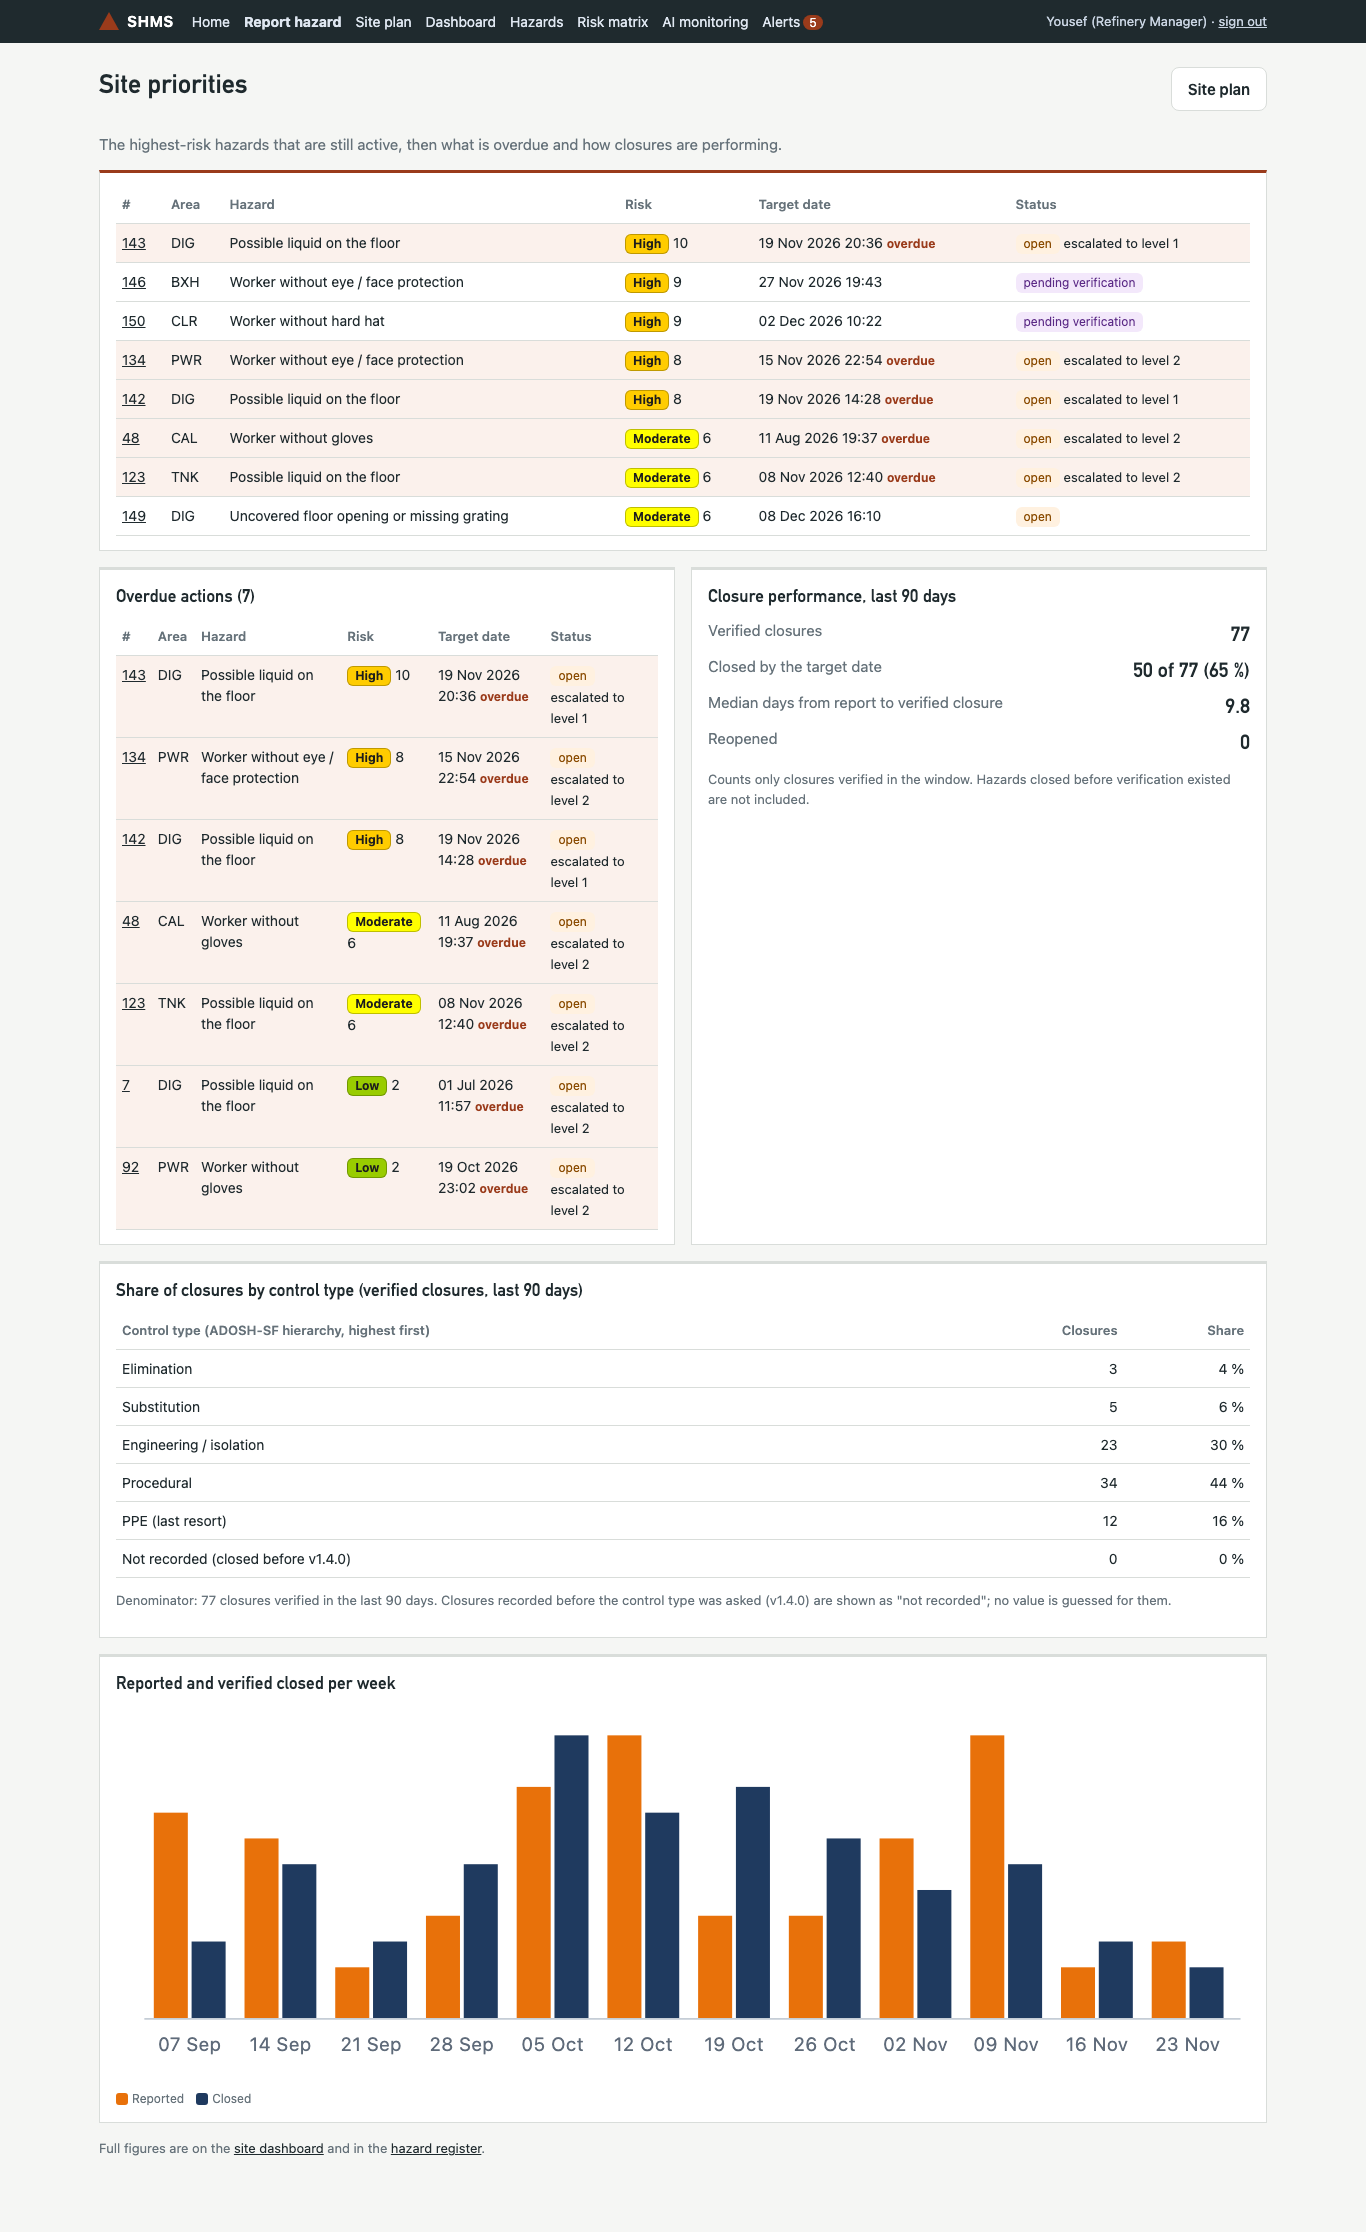 SHMS Home Report hazard Site plan Dashboard Hazards Risk matrix AI monitoring Alerts 5 Yousef (Refinery Manager) · sign out
Site priorities
Site plan
The highest-risk hazards that are still active, then what is overdue and how closures are performing.
# Area Hazard Risk Target date Status
143 DIG Possible liquid on the floor High 10 19 Nov 2026 20:36 overdue open escalated to level 1
146 BXH Worker without eye / face protection High 9 27 Nov 2026 19:43 pending verification
150 CLR Worker without hard hat High 9 02 Dec 2026 10:22 pending verification
134 PWR Worker without eye / face protection High 8 15 Nov 2026 22:54 overdue open escalated to level 2
142 DIG Possible liquid on the floor High 8 19 Nov 2026 14:28 overdue open escalated to level 1
48 CAL Worker without gloves Moderate 6 11 Aug 2026 19:37 overdue open escalated to level 2
123 TNK Possible liquid on the floor Moderate 6 08 Nov 2026 12:40 overdue open escalated to level 2
149 DIG Uncovered floor opening or missing grating Moderate 6 08 Dec 2026 16:10 open
Overdue actions (7)
# Area Hazard Risk Target date Status
143 DIG Possible liquid on High 10 19 Nov 2026 open
the floor 20:36 overdue escalated to
level 1
134 PWR Worker without eye / High 8 15 Nov 2026 open
face protection 22:54 overdue escalated to
level 2
142 DIG Possible liquid on High 8 19 Nov 2026 open
the floor 14:28 overdue escalated to
level 1
48 CAL Worker without Moderate 11 Aug 2026 open
gloves 6 19:37 overdue escalated to
level 2
123 TNK Possible liquid on Moderate 08 Nov 2026 open
the floor 6 12:40 overdue escalated to
level 2
7 DIG Possible liquid on Low 2 01 Jul 2026 open
the floor 11:57 overdue escalated to
level 2
92 PWR Worker without Low 2 19 Oct 2026 open
gloves 23:02 overdue escalated to
level 2
Closure performance, last 90 days
Verified closures 77
Closed by the target date 50 of 77 (65 %)
Median days from report to verified closure 9.8
Reopened 0
Counts only closures verified in the window. Hazards closed before verification existed
are not included.
Share of closures by control type (verified closures, last 90 days)
Control type (ADOSH-SF hierarchy, highest first) Closures Share
Elimination 3 4 %
Substitution 5 6 %
Engineering / isolation 23 30 %
Procedural 34 44 %
PPE (last resort) 12 16 %
Not recorded (closed before v1.4.0) 0 0 %
Denominator: 77 closures verified in the last 90 days. Closures recorded before the control type was asked (v1.4.0) are shown as "not recorded"; no value is guessed for them.
Reported and verified closed per week
07 Sep 14 Sep 21 Sep 28 Sep 05 Oct 12 Oct 19 Oct 26 Oct 02 Nov 09 Nov 16 Nov 23 Nov
Reported Closed
Full figures are on the site dashboard and in the hazard register.